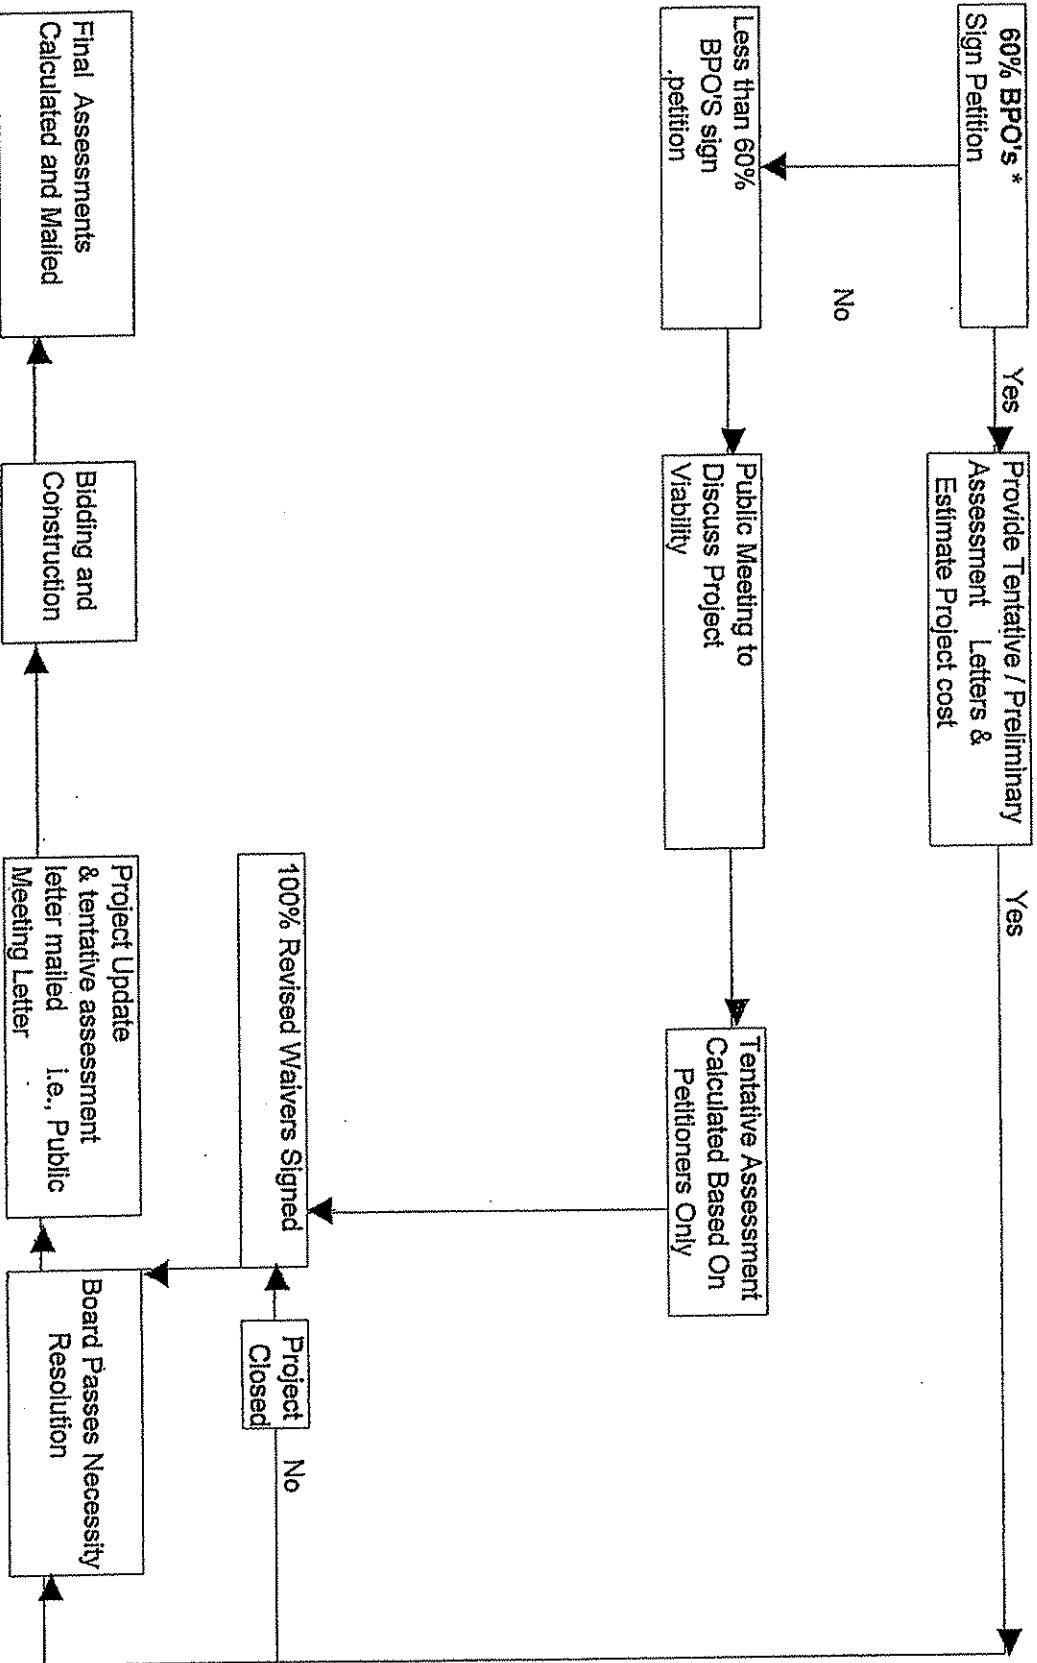 60% BPO's *
Sign Petition
Yes
Provide Tentative / Preliminary
Assessment Letters &
Estimate Project cost
Yes
No
Less than 60%
BPO'S sign
,petition
Public Meeting to
Discuss Project
Viability
Tentative Assessment
Calculated Based On
Petitioners Only
100% Revised Waivers Signed
Project
Closed
No
Final Assessments
Calculated and Mailed
Bidding and
Construction
Project Update
& tentative assessment
letter mailed i.e., Public
Meeting Letter
Board Passes Necessity
Resolution